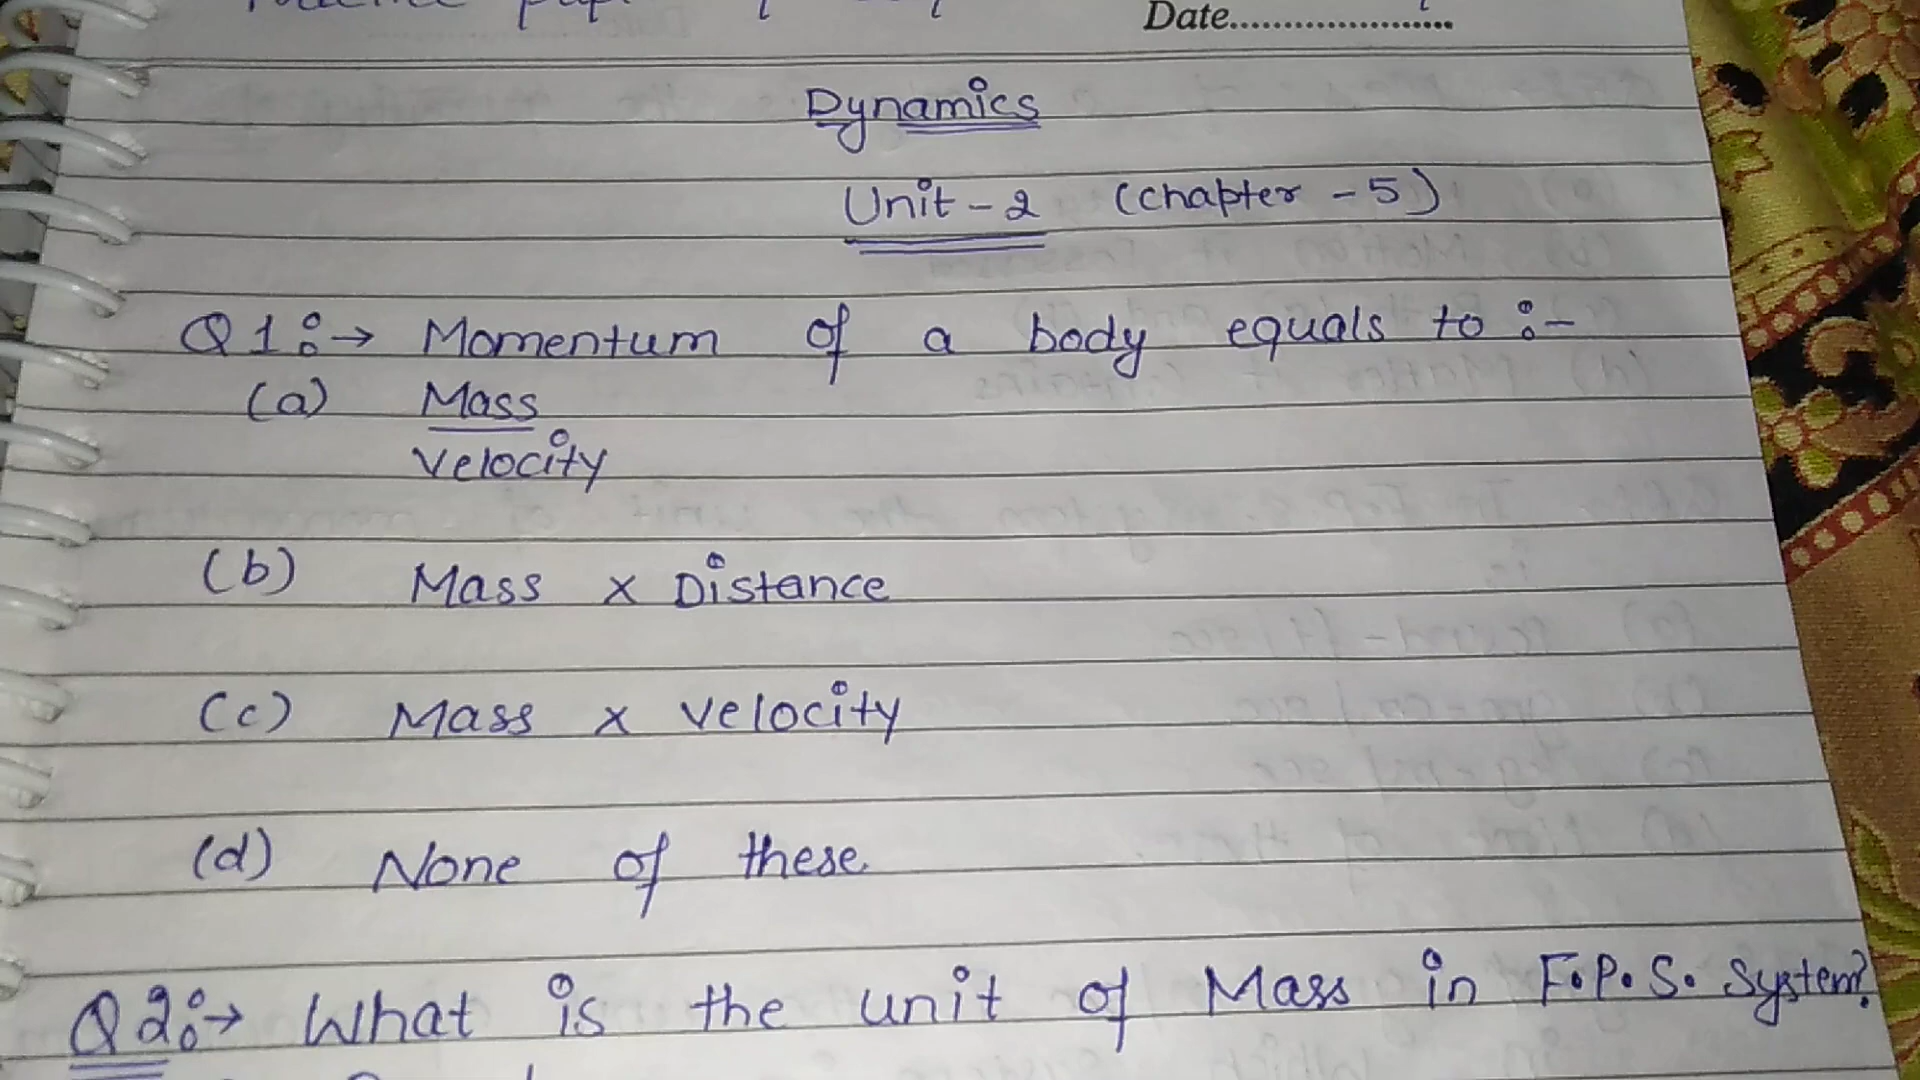 Date.....................
Dynamics
Unit - 2 (chapter - 5)
Q1:→ Momentum of a body equals to :-
(a) Mass
Velocity
(b) Mass x Distance
(c) Mass x velocity
(d) None of these.
Q2:→ What is the unit of Mass in F.P.S. System?